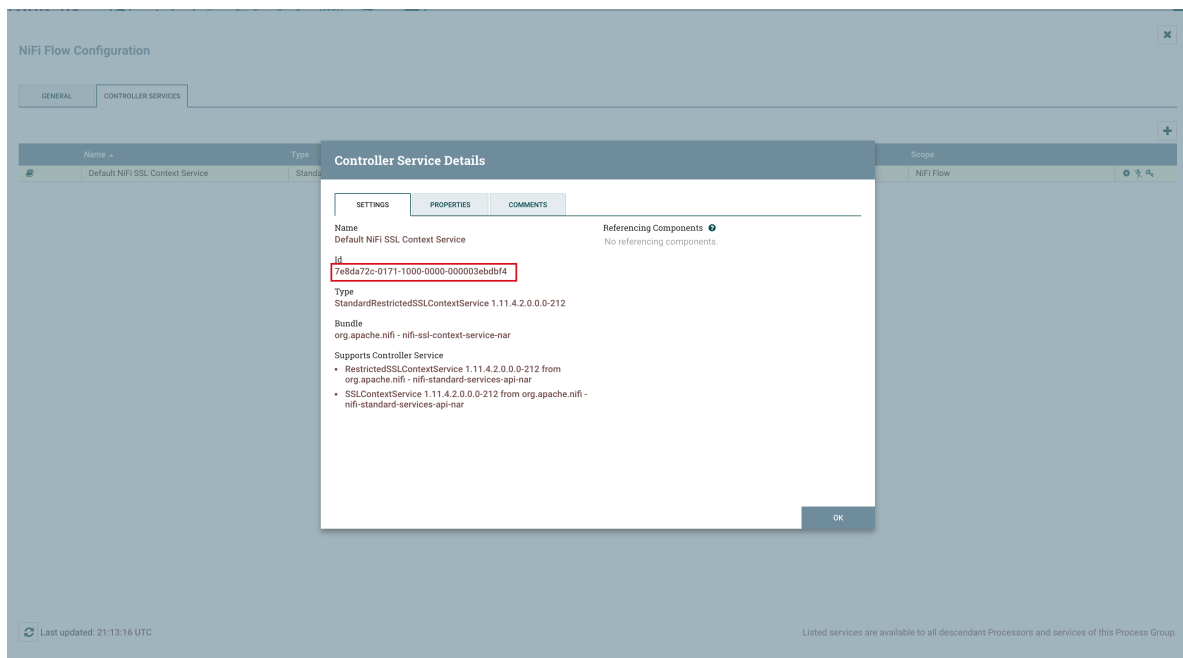 NiFi Flow Configuration
GENERAL
CONTROLLER SERVICES
Name
Type
Scope
Default NiFi SSL Context Service
Standa
NiFi Flow
Controller Service Details
SETTINGS
PROPERTIES
COMMENTS
Name
Default NiFi SSL Context Service
Id
7e8da72c-0171-1000-0000-000003ebdbf4
Type
StandardRestrictedSSLContextService 1.11.4.2.0.0.0-212
Bundle
org.apache.nifi - nifi-ssl-context-service-nar
Supports Controller Service
• RestrictedSSLContextService 1.11.4.2.0.0.0-212 from
org.apache.nifi - nifi-standard-services-api-nar
• SSLContextService 1.11.4.2.0.0.0-212 from org.apache.nifi -
nifi-standard-services-api-nar
Referencing Components
No referencing components.
OK
Last updated: 21:13:16 UTC
Listed services are available to all descendant Processors and services of this Process Group.